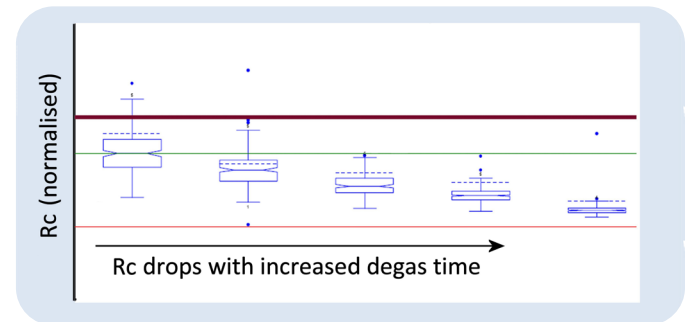 Rc (normalised)
Rc drops with increased degas time